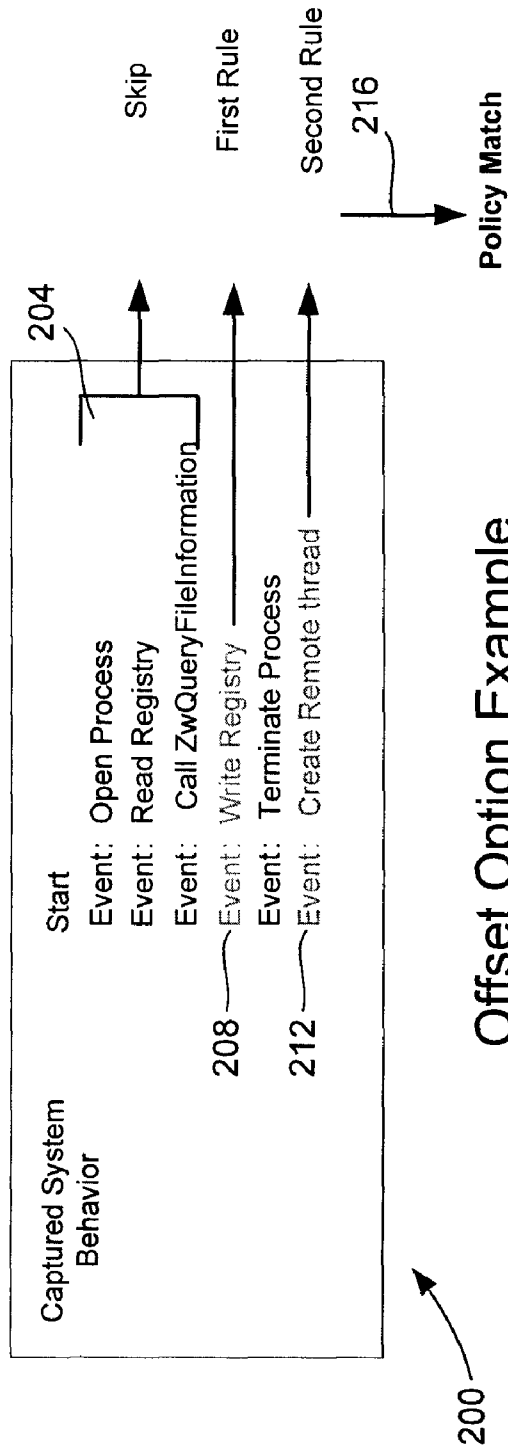 Captured System
Behavior
Start
Event: Open Process
Event: Read Registry
Event: Call ZwQueryFileInformation
Event: Write Registry
Event: Terminate Process
Event: Create Remote thread
204
208
212
Skip
First Rule
Second Rule
216
Policy Match
200
Offset Option Example